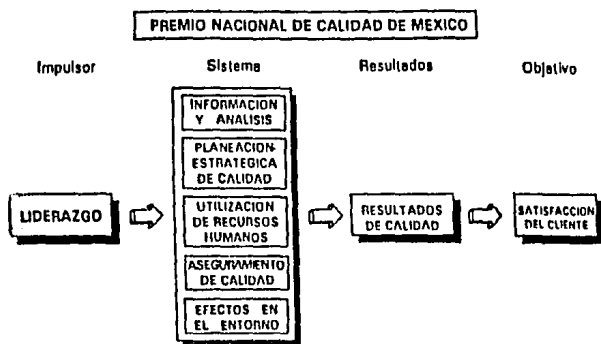 PREMIO NACIONAL DE CALIDAD DE MEXICO
Impulsor
Sistema
Resultados
Objetivo
INFORMACION
Y ANALISIS
PLANEACION-
ESTRATEGICA
DE CALIDAD
LIDERAZGO
UTILIZACION
DE RECURSOS
HUMANOS
RESULTADOS
DE CALIDAD
SATISFACCION
DEL CLIENTE
ASEGURAMIENTO
DE CALIDAD
EFECTOS EN
EL ENTORNO